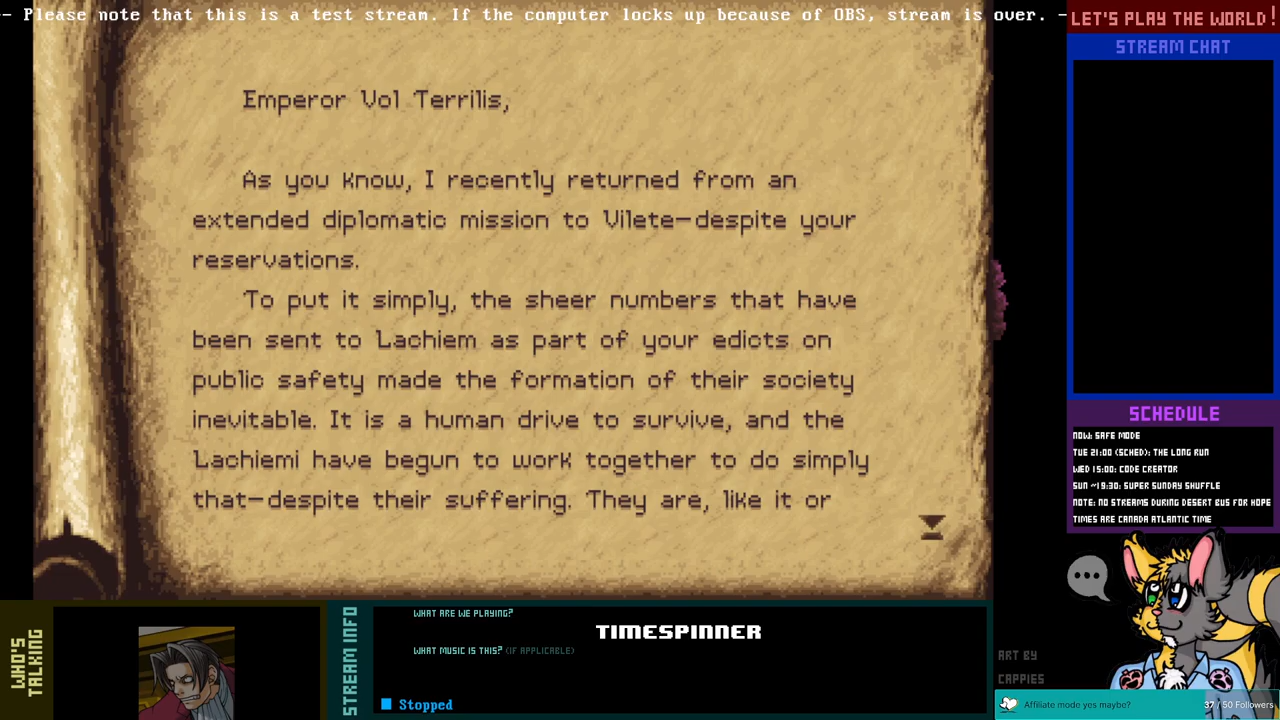 - Please note that this is a test stream. If the computer locks up because of OBS, stream is over. -
LET'S PLAY THE WORLD!
STREAM CHAT
Emperor Vol Terrilis,
As you know, I recently returned from an
extended diplomatic mission to Vilete—despite your
reservations.
To put it simply, the sheer numbers that have
been sent to Lachiem as part of your edicts on
public safety made the formation of their society
inevitable. It is a human drive to survive, and the
Lachiemi have begun to work together to do simply
that—despite their suffering. They are, like it or
SCHEDULE
NOW: SAFE MODE
TUE 21:00 (SCHED): THE LONG RUN
WED 15:00: CODE CREATOR
SUN ~19:30: SUPER SUNDAY SHUFFLE
NOTE: NO STREAMS DURING DESERT BUS FOR HOPE
TIMES ARE CANADA ATLANTIC TIME
WHO'S
TALKING
STREAM INFO
WHAT ARE WE PLAYING?
TIMESPINNER
WHAT MUSIC IS THIS? (IF APPLICABLE)
Stopped
ART BY
CAPPIES
Affiliate mode yes maybe?
37 / 50 Followers